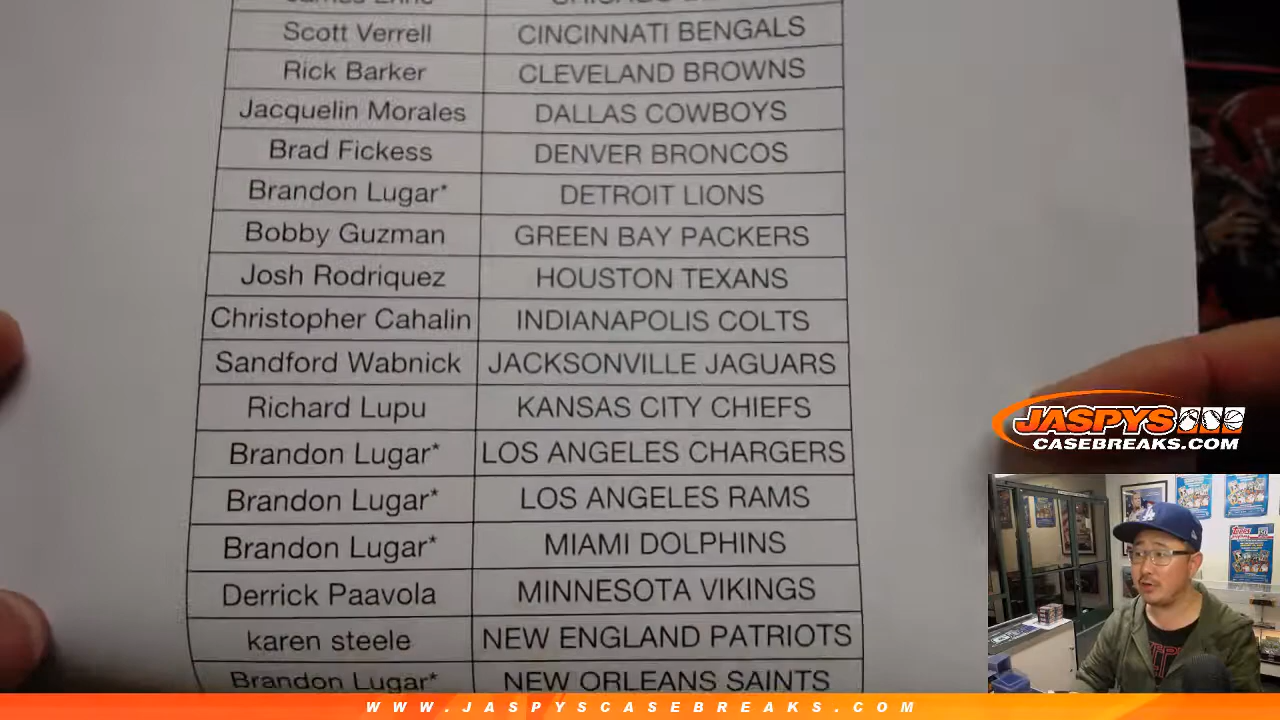 Scott Verrell CINCINNATI BENGALS
Rick Barker CLEVELAND BROWNS
Jacquelin Morales DALLAS COWBOYS
Brad Fickess DENVER BRONCOS
Brandon Lugar* DETROIT LIONS
Bobby Guzman GREEN BAY PACKERS
Josh Rodriquez HOUSTON TEXANS
Christopher Cahalin INDIANAPOLIS COLTS
Sandford Wabnick JACKSONVILLE JAGUARS
Richard Lupu KANSAS CITY CHIEFS
Brandon Lugar* LOS ANGELES CHARGERS
Brandon Lugar* LOS ANGELES RAMS
Brandon Lugar* MIAMI DOLPHINS
Derrick Paavola MINNESOTA VIKINGS
karen steele NEW ENGLAND PATRIOTS
Brandon Lugar* NEW ORLEANS SAINTS
JASPYS
CASEBREAKS.COM
WWW.JASPYSCASEBREAKS.COM